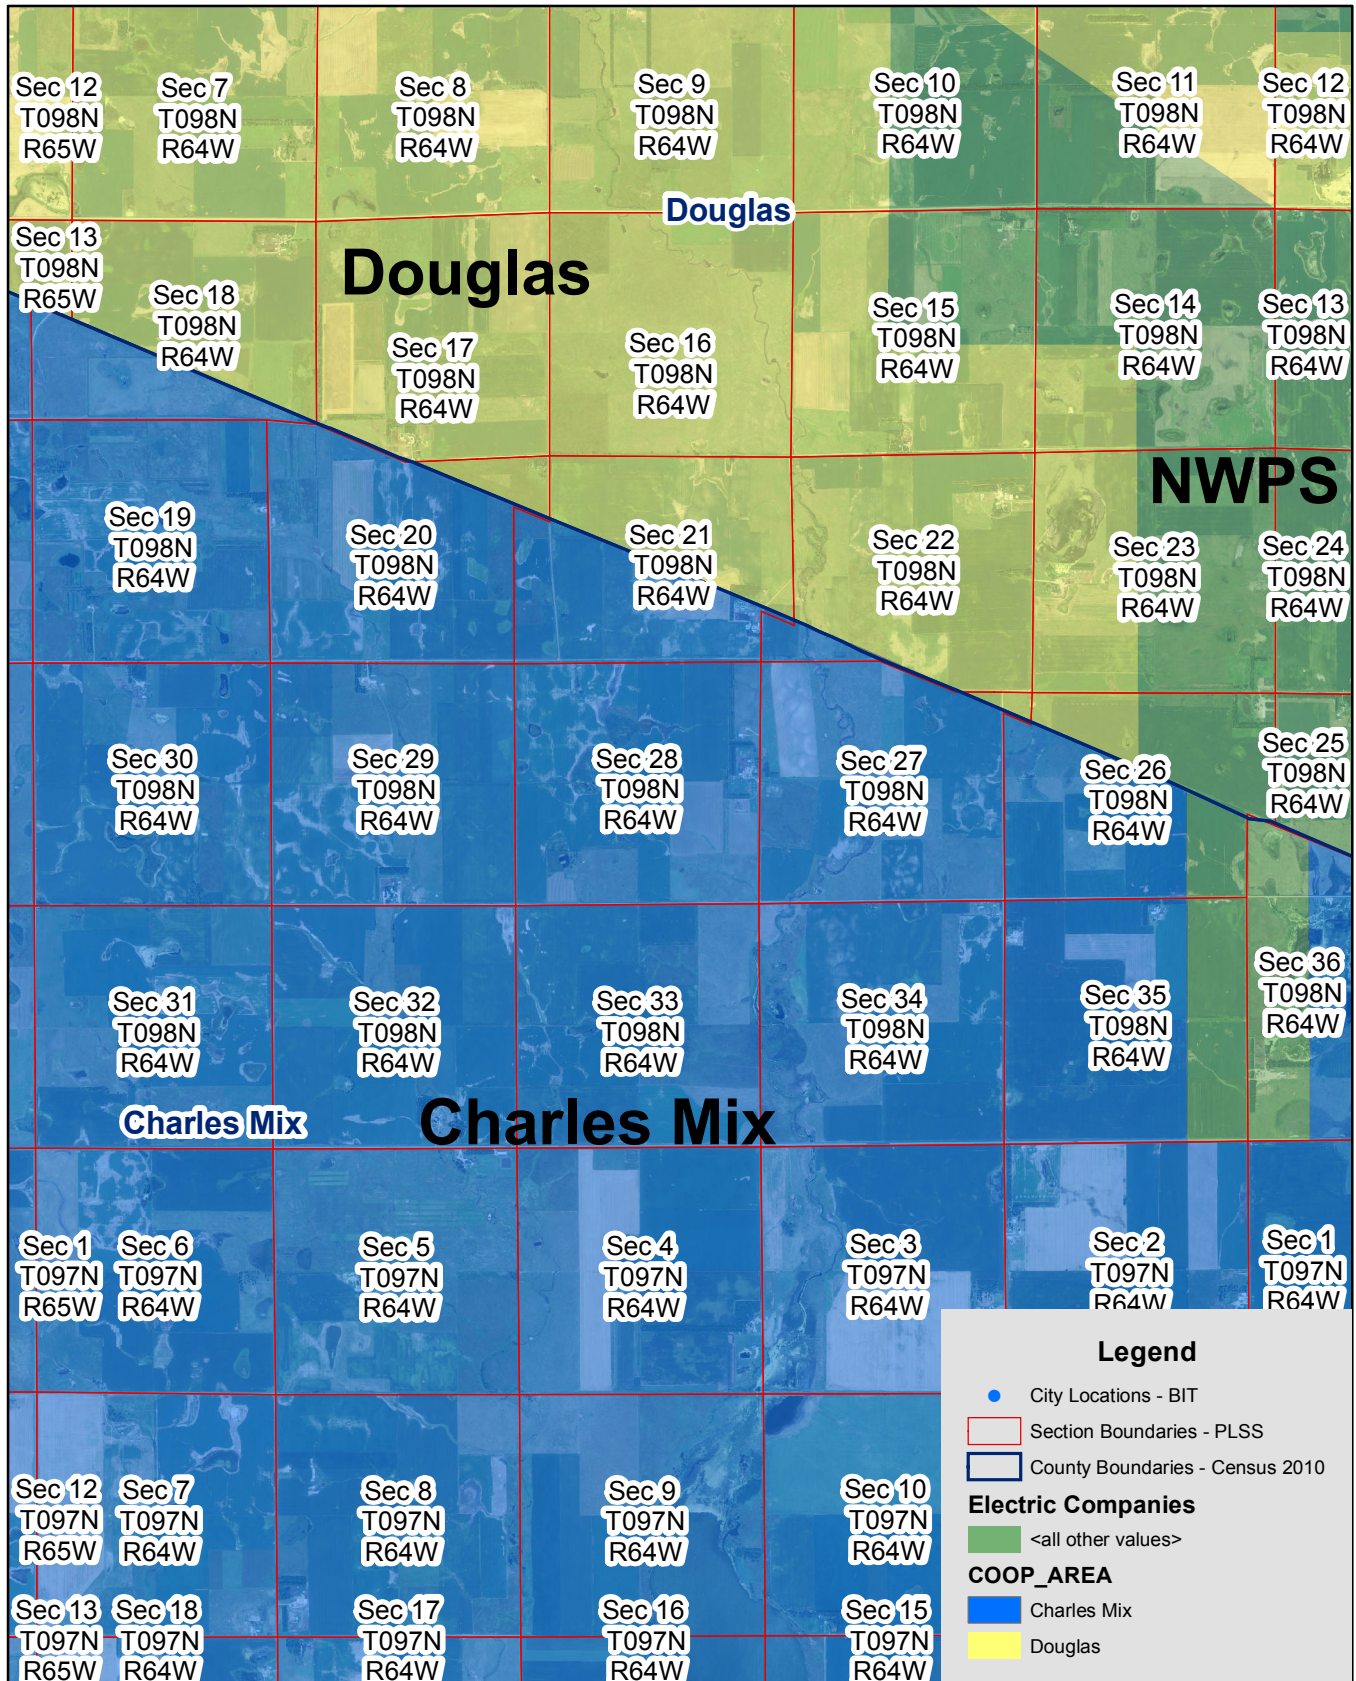 Sec 12
T098N
R65W
Sec 7
T098N
R64W
Sec 8
T098N
R64W
Sec 9
T098N
R64W
Sec 10
T098N
R64W
Sec 11
T098N
R64W
Sec 12
T098N
R64W
Douglas
Sec 13
T098N
R65W
Sec 18
T098N
R64W
Douglas
Sec 17
T098N
R64W
Sec 16
T098N
R64W
Sec 15
T098N
R64W
Sec 14
T098N
R64W
Sec 13
T098N
R64W
NWPS
Sec 19
T098N
R64W
Sec 20
T098N
R64W
Sec 21
T098N
R64W
Sec 22
T098N
R64W
Sec 23
T098N
R64W
Sec 24
T098N
R64W
Sec 30
T098N
R64W
Sec 29
T098N
R64W
Sec 28
T098N
R64W
Sec 27
T098N
R64W
Sec 26
T098N
R64W
Sec 25
T098N
R64W
Sec 31
T098N
R64W
Sec 32
T098N
R64W
Sec 33
T098N
R64W
Sec 34
T098N
R64W
Sec 35
T098N
R64W
Sec 36
T098N
R64W
Charles Mix
Charles Mix
Sec 1
T097N
R65W
Sec 6
T097N
R64W
Sec 5
T097N
R64W
Sec 4
T097N
R64W
Sec 3
T097N
R64W
Sec 2
T097N
R64W
Sec 1
T097N
R64W
Sec 12
T097N
R65W
Sec 7
T097N
R64W
Sec 8
T097N
R64W
Sec 9
T097N
R64W
Sec 10
T097N
R64W
Sec 13
T097N
R65W
Sec 18
T097N
R64W
Sec 17
T097N
R64W
Sec 16
T097N
R64W
Sec 15
T097N
R64W
Legend
City Locations - BIT
Section Boundaries - PLSS
County Boundaries - Census 2010
Electric Companies
<all other values>
COOP_AREA
Charles Mix
Douglas